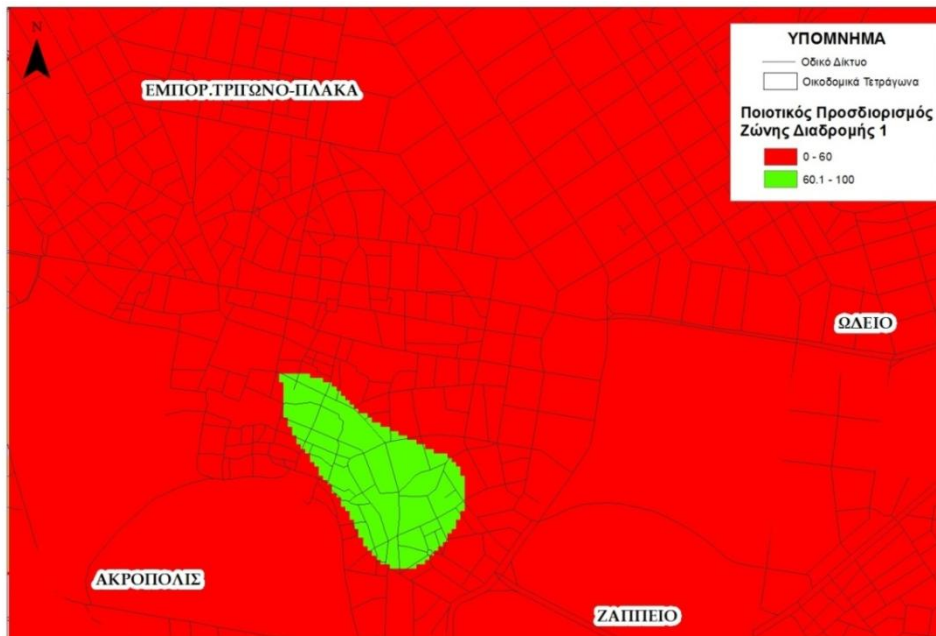 N
ΕΜΠΟΡ.ΤΡΙΓΩΝΟ-ΠΛΑΚΑ
ΥΠΟΜΝΗΜΑ
Οδικό Δίκτυο
Οικοδομικά Τετράγωνα
Ποιοτικός Προσδιορισμός
Ζώνης Διαδρομής 1
0 - 60
60.1 - 100
ΩΔΕΙΟ
ΑΚΡΟΠΟΛΙΣ
ΖΑΠΠΕΙΟ